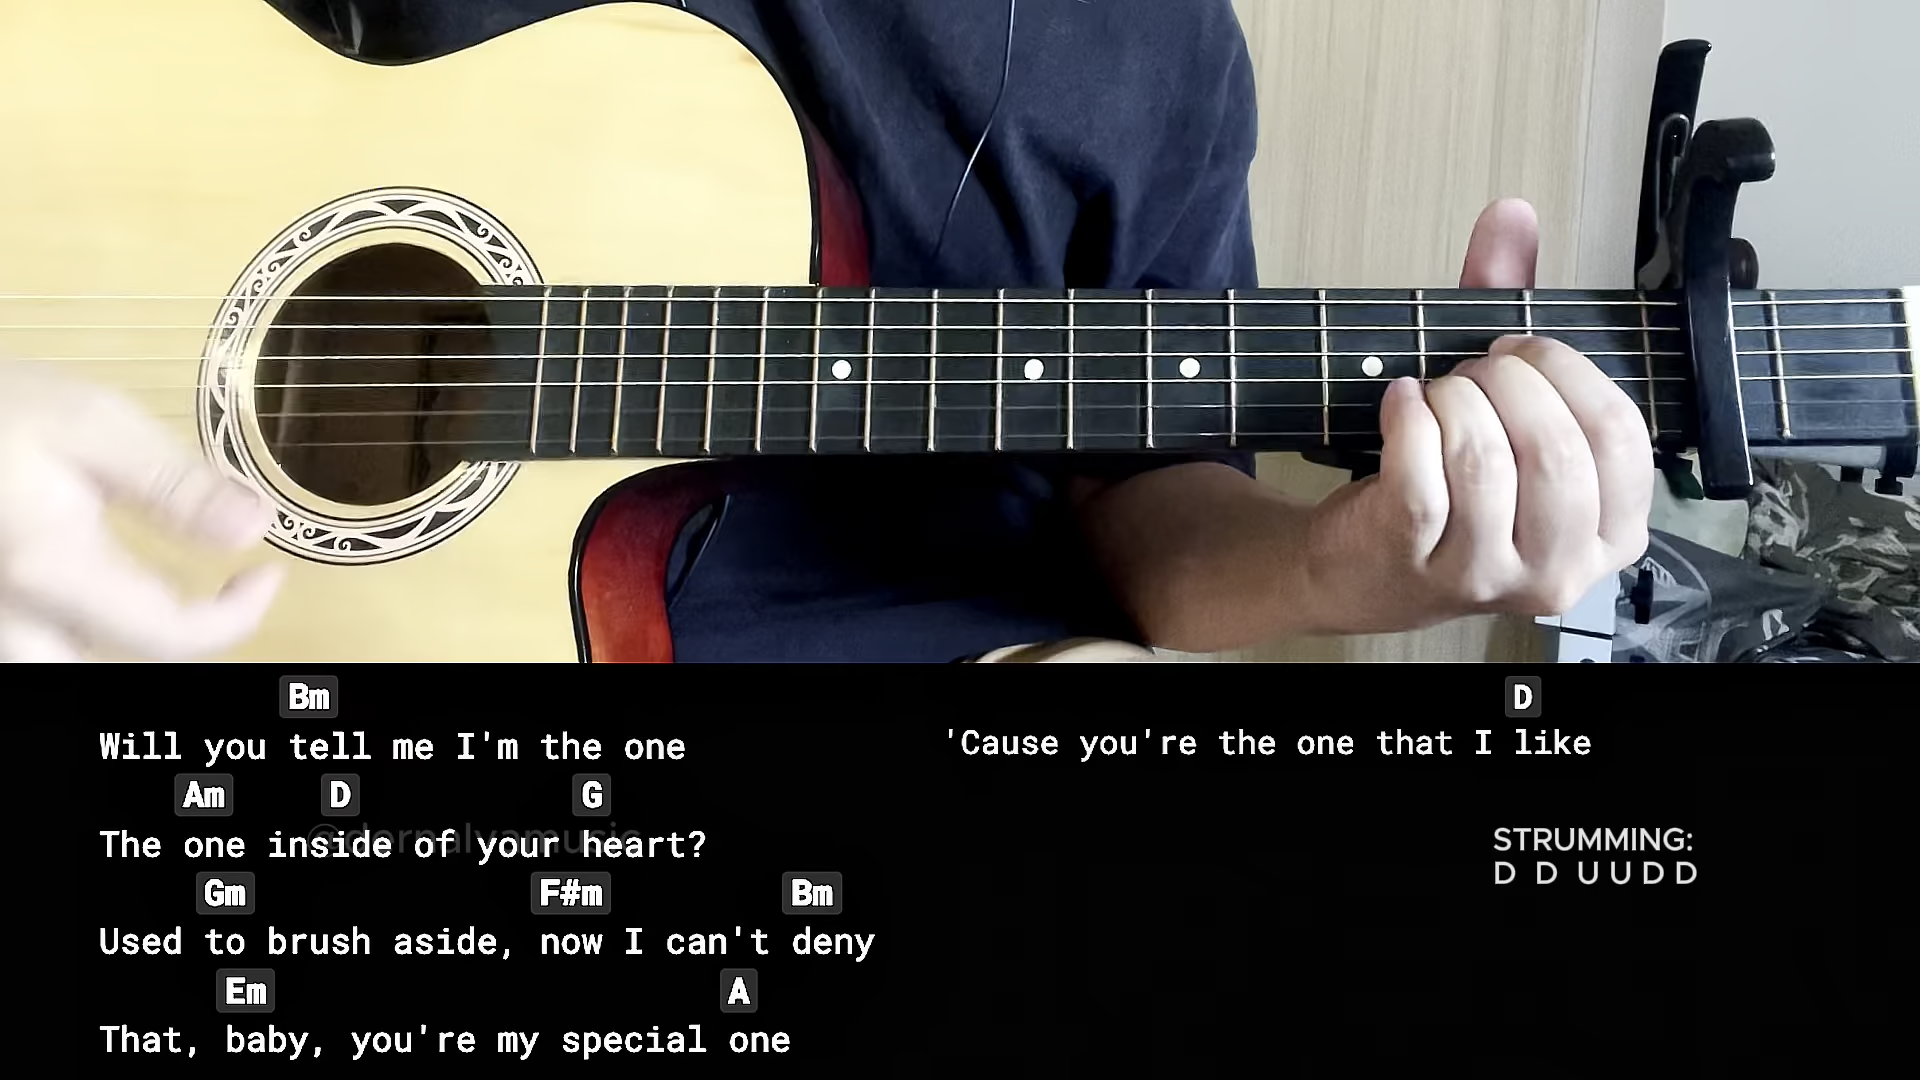 Bm
Will you tell me I'm the one
Am D G
The one inside of your heart?
Gm F#m Bm
Used to brush aside, now I can't deny
Em A
That, baby, you're my special one
D
'Cause you're the one that I like
STRUMMING:
D D U U D D